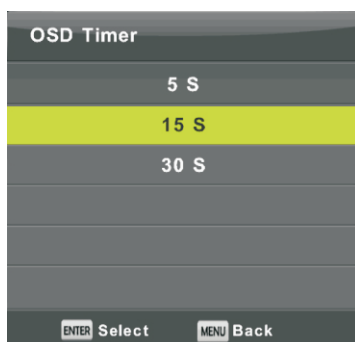 OSD Timer
5 S
15 S
30 S
ENTER Select MENU Back